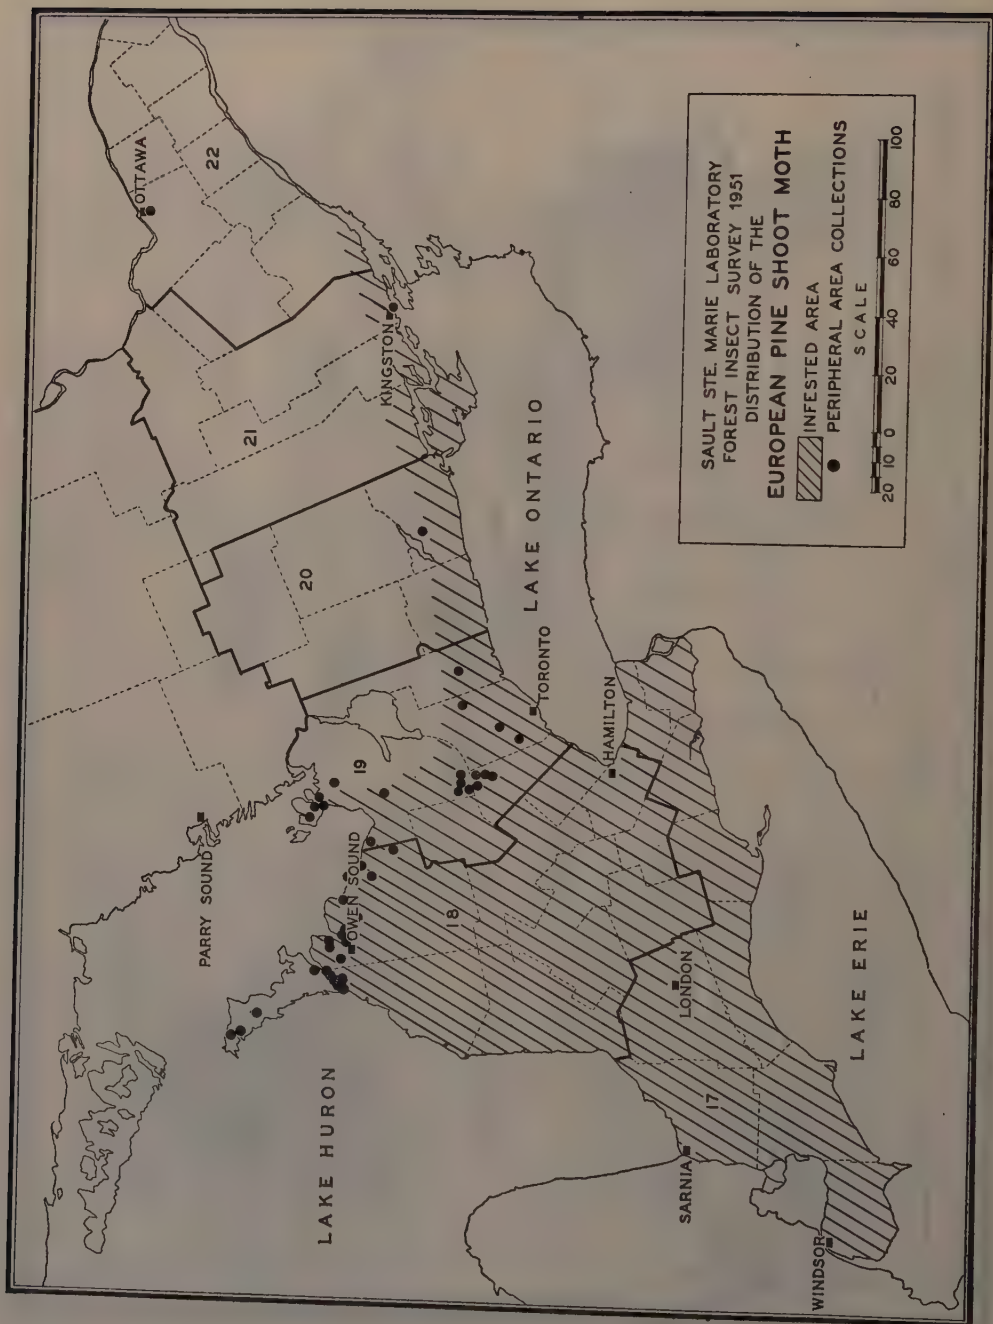 SAULT STE. MARIE LABORATORY
FOREST INSECT SURVEY 1951
DISTRIBUTION OF THE
EUROPEAN PINE SHOOT MOTH
INFESTED AREA
PERIPHERAL AREA COLLECTIONS
SCALE
20 10 0 20 40 60 80 100
OTTAWA
22
KINGSTON
21
20
LAKE ONTARIO
TORONTO
HAMILTON
19
PARRY SOUND
OWEN SOUND
18
LAKE HURON
LONDON
LAKE ERIE
17
SARNIA
WINDSOR